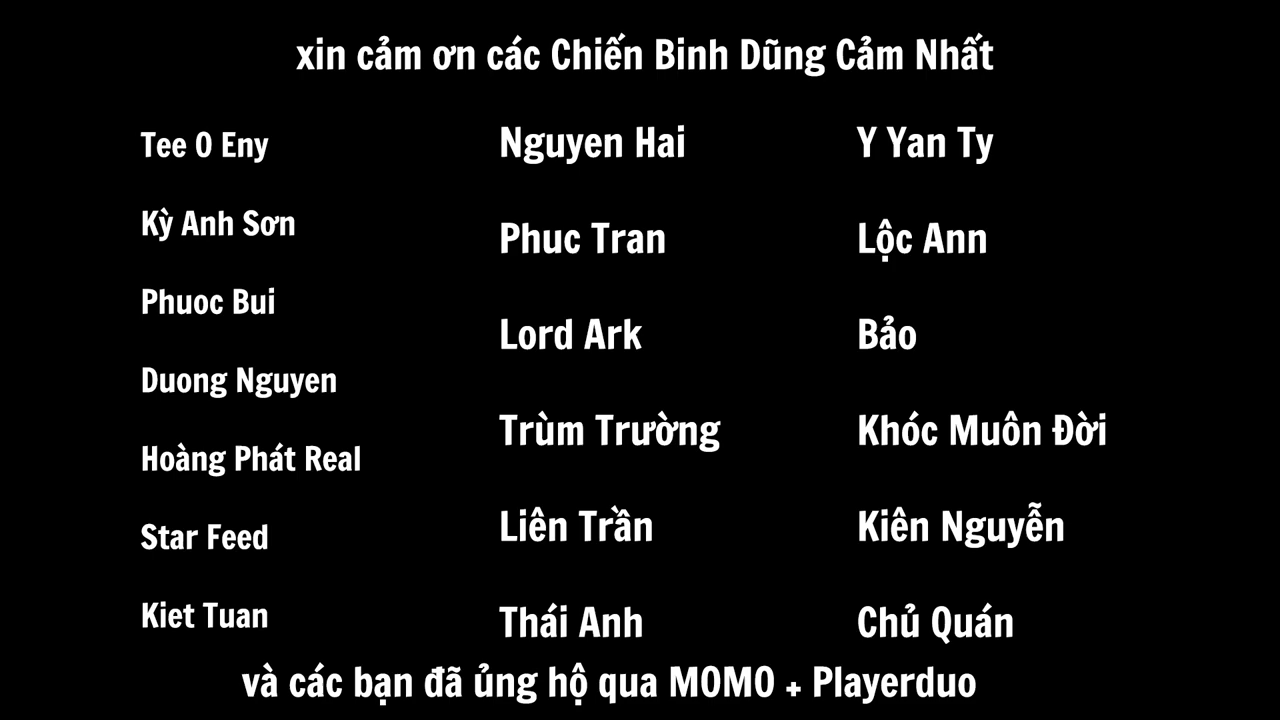 xin cảm ơn các Chiến Binh Dũng Cảm Nhất
Tee O Eny
Kỳ Anh Sơn
Phuoc Bui
Duong Nguyen
Hoàng Phát Real
Star Feed
Kiet Tuan
Nguyen Hai
Phuc Tran
Lord Ark
Trùm Trường
Liên Trần
Thái Anh
Y Yan Ty
Lộc Ann
Bảo
Khóc Muôn Đời
Kiên Nguyễn
Chủ Quán
và các bạn đã ủng hộ qua MOMO + Playerduo